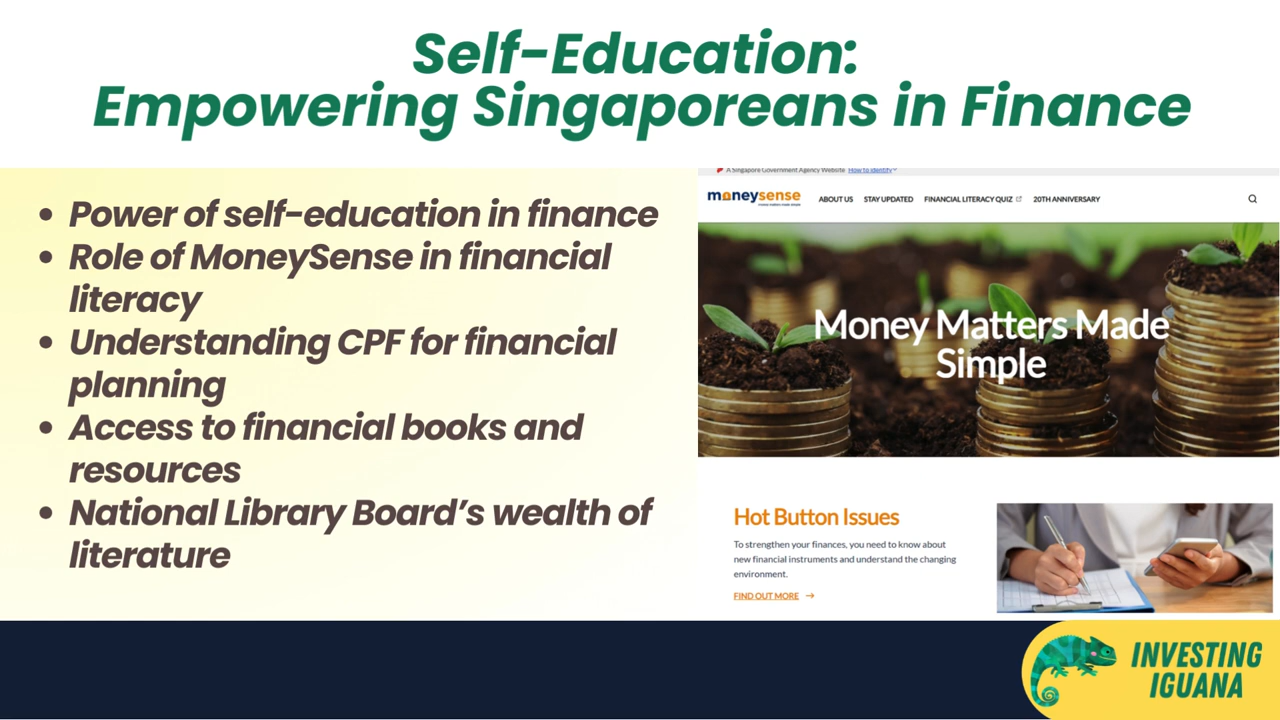 Self-Education:
Empowering Singaporeans in Finance
• Power of self-education in finance
• Role of MoneySense in financial
literacy
• Understanding CPF for financial
planning
• Access to financial books and
resources
• National Library Board's wealth of
literature
A Singapore Government Agency Website How to identify
moneysense
ABOUT US STAY UPDATED FINANCIAL LITERACY QUIZ 20TH ANNIVERSARY
Money Matters Made
Simple
Hot Button Issues
To strengthen your finances, you need to know about
new financial instruments and understand the changing
environment.
FIND OUT MORE →
INVESTING
IGUANA